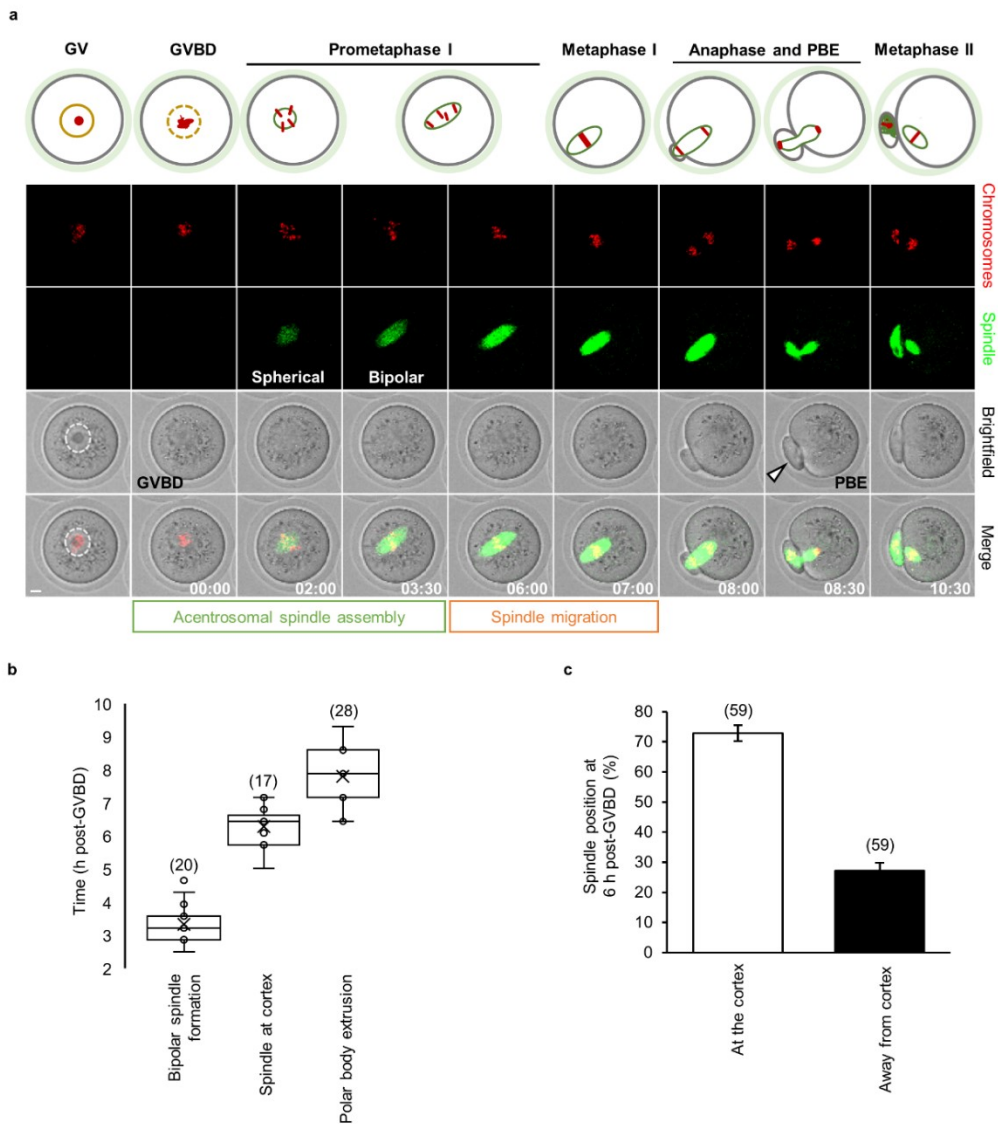 a
GV GVBD Prometaphase I Metaphase I Anaphase and PBE Metaphase II
Chromosomes
Spindle
Spherical Bipolar
Brightfield
GVBD PBE
Merge
00:00 02:00 03:30 06:00 07:00 08:00 08:30 10:30
Acentrosomal spindle assembly Spindle migration
b
Time (h post-GVBD)
10
9
8
7
6
5
4
3
2
(20)
(17)
(28)
Bipolar spindle
formation
Spindle at cortex
Polar body extrusion
c
Spindle position at
6 h post-GVBD (%)
80
70
60
50
40
30
20
10
0
(59)
(59)
At the cortex
Away from cortex